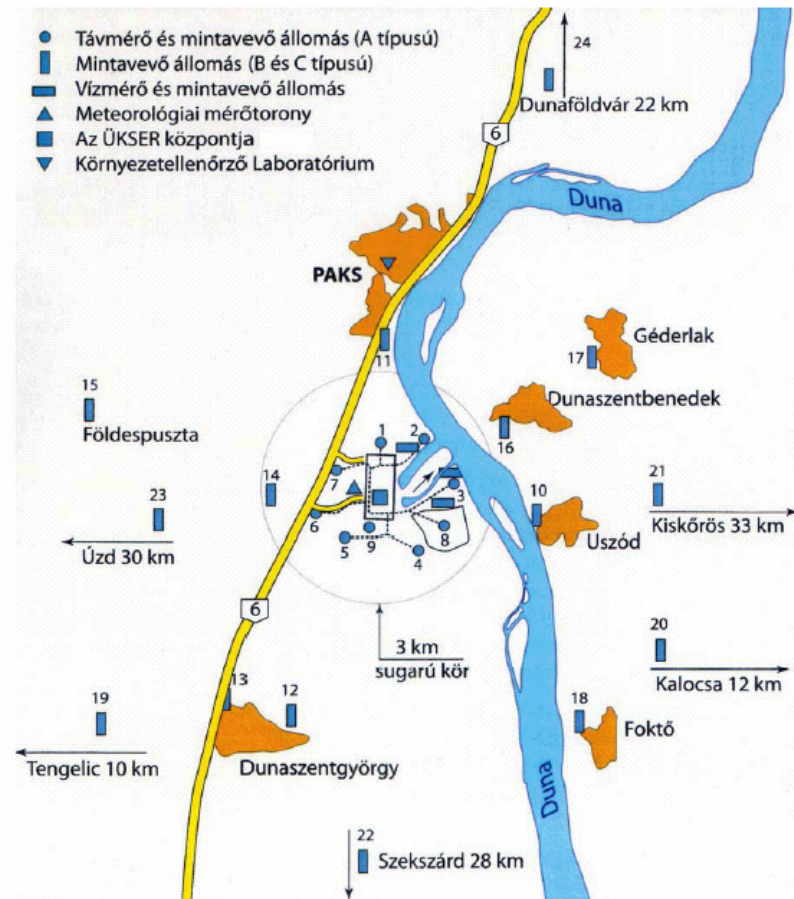 Távmérő és mintavevő állomás (A típusú)
Mintavevő állomás (B és C típusú)
Vízmérő és mintavevő állomás
Meteorológiai mérőtorony
Az ÜKSER központja
Környezetellenőrző Laboratórium
24
Dunaföldvár 22 km
6
Duna
PAKS
11
Géderlak
17
Dunaszentbenedek
16
15
Földespuszta
1
2
7
14
3
6
5
9
4
8
10
Uszód
21
Kiskőrös 33 km
23
Úzd 30 km
6
3 km
sugarú kör
20
Kalocsa 12 km
19
Tengelic 10 km
13
12
Dunaszentgyörgy
18
Foktő
Duna
22
Szekszárd 28 km